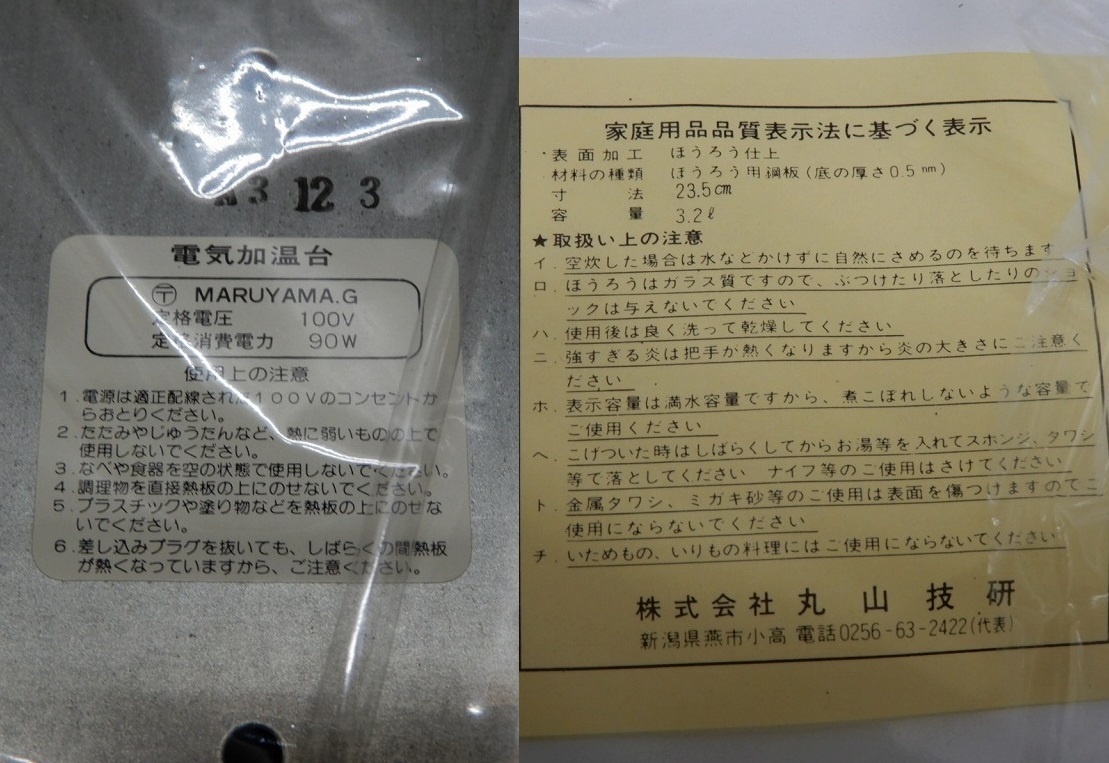 3 12 3
電気加温台
〒 MARUYAMA.G
定格電圧 100V
定格消費電力 90W
使用上の注意
1.電源は適正配線された100Vのコンセントか
らおとりください。
2.たたみやじゅうたんなど、熱に弱いものの上で
使用しないでください。
3.なべや食器を空の状態で使用しないでください。
4.調理物を直接熱板の上にのせないでください。
5.プラスチックや塗り物などを熱板の上にのせな
いでください。
6.差し込みプラグを抜いても、しばらくの間熱板
が熱くなっていますから、ご注意ください。
家庭用品品質表示法に基づく表示
・表面加工 ほうろう仕上
材料の種類 ほうろう用鋼板(底の厚さ0.5nm)
寸法 23.5cm
容量 3.2ℓ
★取扱い上の注意
イ.空炊した場合は水などかけずに自然にさめるのを待ちます
ロ.ほうろうはガラス質ですので、ぶつけたり落としたりのショ
ックは与えないでください
ハ.使用後は良く洗って乾燥してください
ニ.強すぎる炎は把手が熱くなりますから炎の大きさにご注意く
ださい
ホ.表示容量は満水容量ですから、煮こぼれしないような容量で
ご使用ください
ヘ.こげついた時はしばらくしてからお湯等を入れてスポンジ、タワシ
等で落としてください ナイフ等のご使用はさけてください
ト.金属タワシ、ミガキ砂等のご使用は表面を傷つけますのでご
使用にならないでください
チ.いためもの、いりもの料理にはご使用にならないでください
株式会社丸山技研
新潟県燕市小高 電話0256-63-2422(代表)